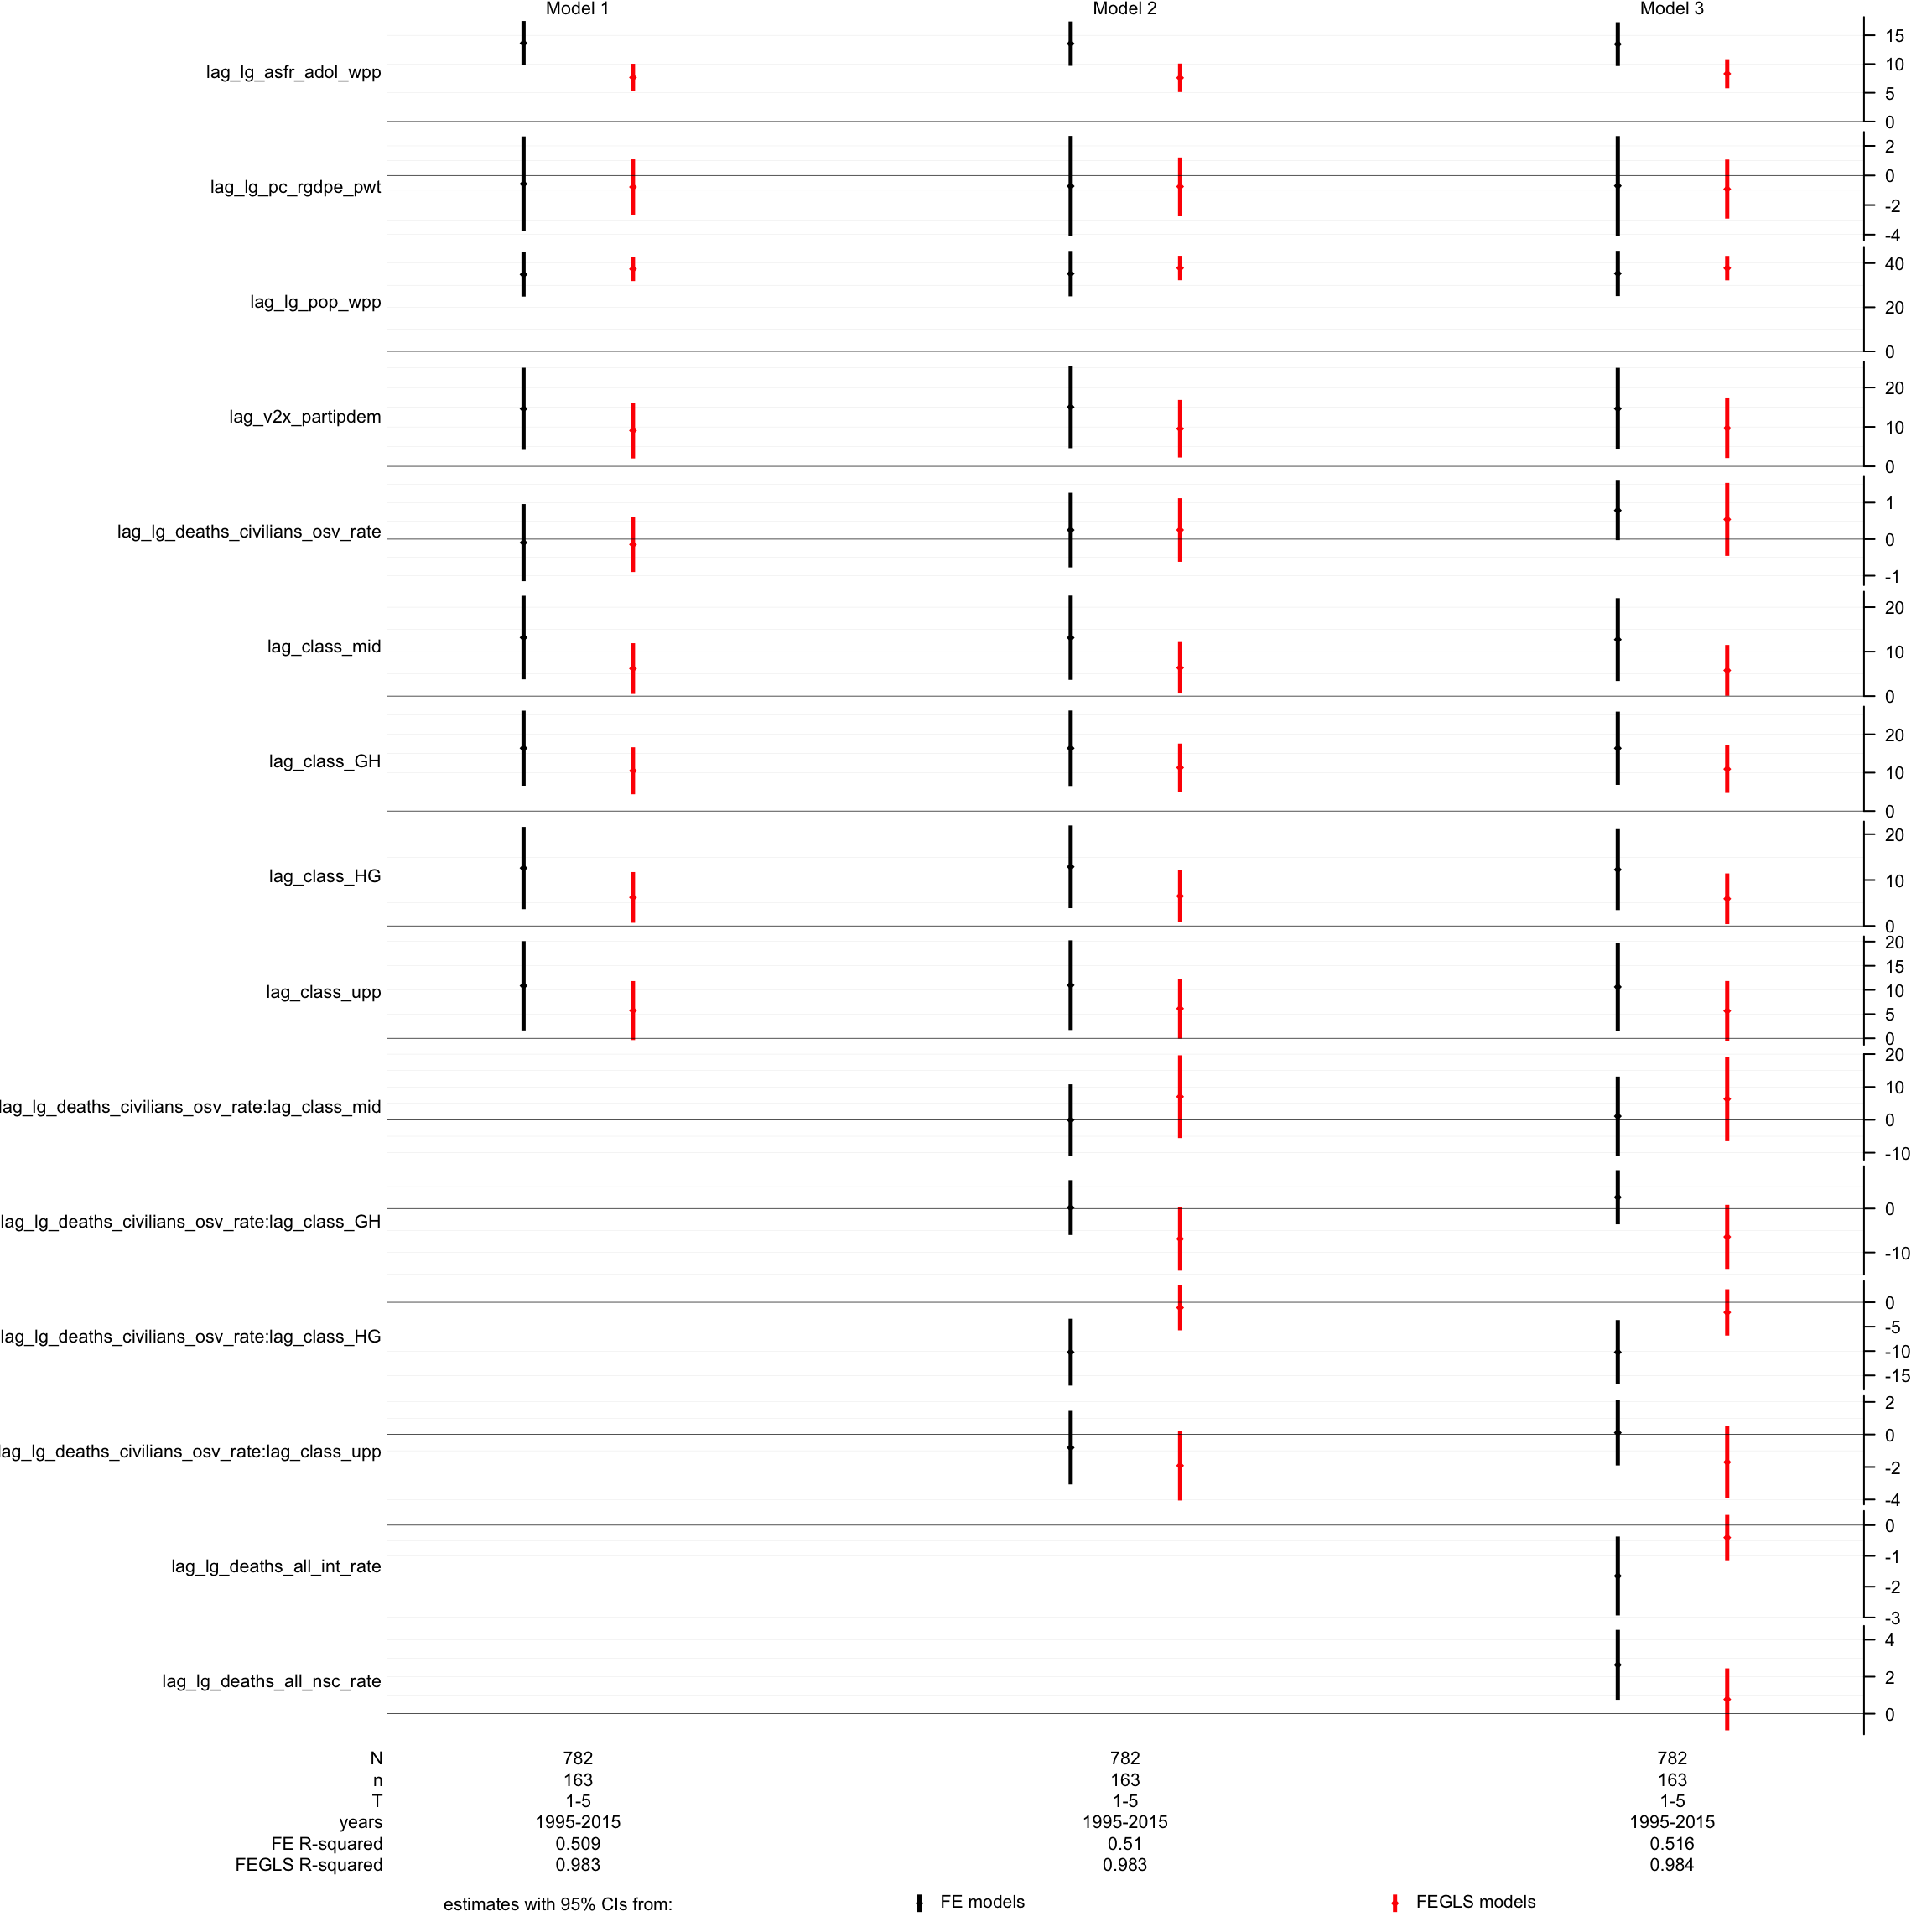 Model 1 Model 2 Model 3
lag_lg_asfr_adol_wpp
15
10
5
0
lag_lg_pc_rgdpe_pwt
2
0
-2
-4
lag_lg_pop_wpp
40
20
0
lag_v2x_partipdem
20
10
0
lag_lg_deaths_civilians_osv_rate
1
0
-1
lag_class_mid
20
10
0
lag_class_GH
20
10
0
lag_class_HG
20
10
0
lag_class_upp
20
15
10
5
0
lag_lg_deaths_civilians_osv_rate:lag_class_mid
20
10
0
-10
lag_lg_deaths_civilians_osv_rate:lag_class_GH
0
-10
lag_lg_deaths_civilians_osv_rate:lag_class_HG
0
-5
-10
-15
lag_lg_deaths_civilians_osv_rate:lag_class_upp
2
0
-2
-4
lag_lg_deaths_all_int_rate
0
-1
-2
-3
lag_lg_deaths_all_nsc_rate
4
2
0
N 782 782 782
n 163 163 163
T 1-5 1-5 1-5
years 1995-2015 1995-2015 1995-2015
FE R-squared 0.509 0.51 0.516
FEGLS R-squared 0.983 0.983 0.984
estimates with 95% CIs from: FE models FEGLS models